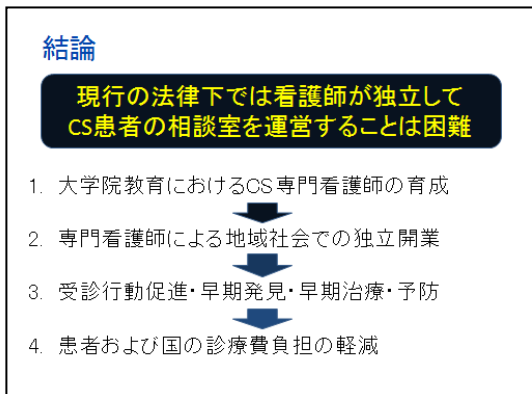 結論
現行の法律下では看護師が独立して
CS患者の相談室を運営することは困難
1. 大学院教育におけるCS専門看護師の育成
2. 専門看護師による地域社会での独立開業
3. 受診行動促進・早期発見・早期治療・予防
4. 患者および国の診療費負担の軽減